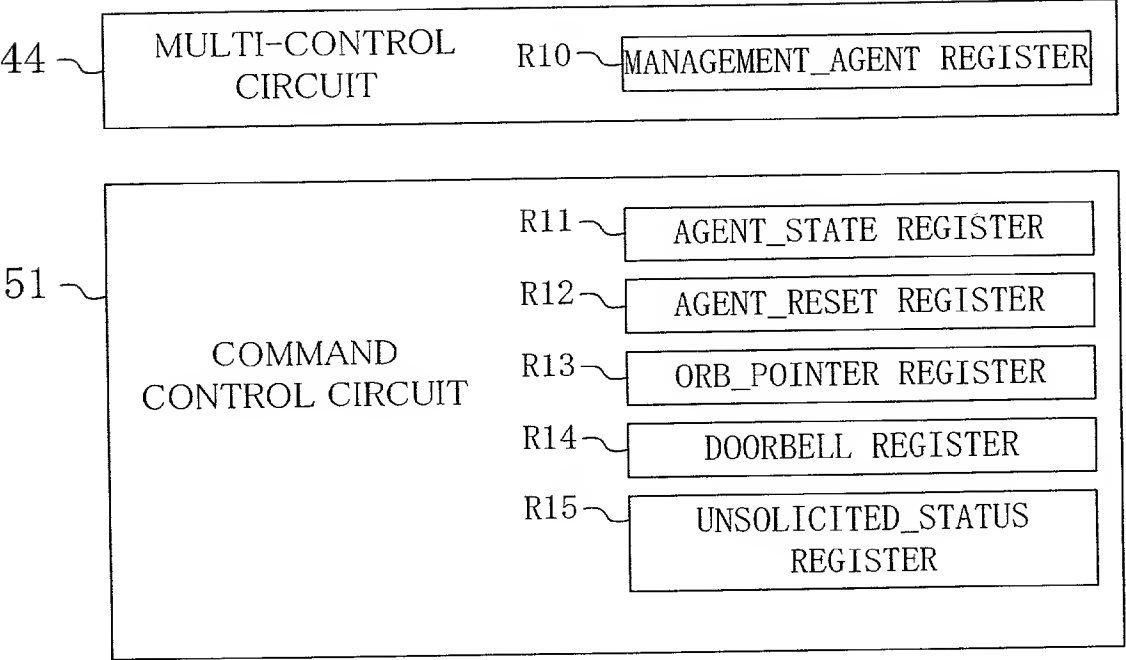 44
MULTI-CONTROL
CIRCUIT
R10
MANAGEMENT_AGENT REGISTER
51
COMMAND
CONTROL CIRCUIT
R11
AGENT_STATE REGISTER
R12
AGENT_RESET REGISTER
R13
ORB_POINTER REGISTER
R14
DOORBELL REGISTER
R15
UNSOLICITED_STATUS
REGISTER